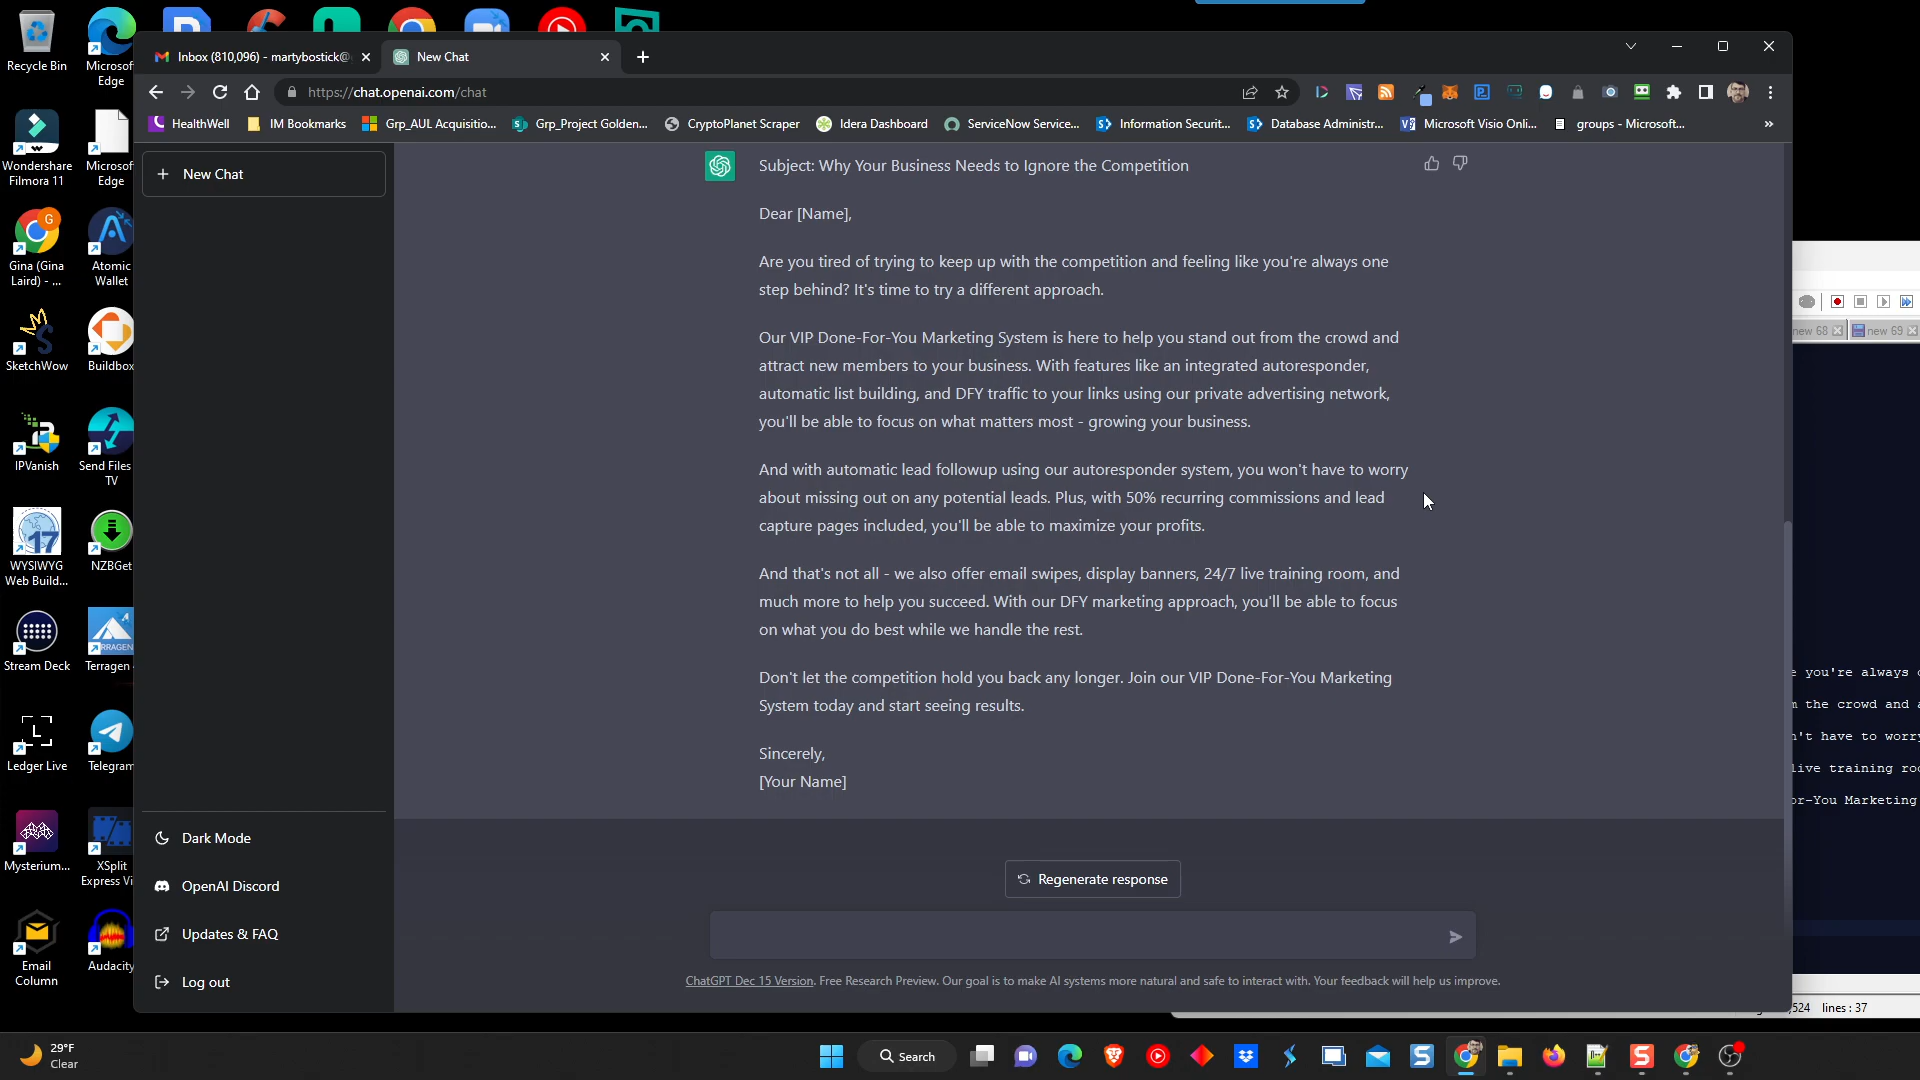 Recycle Bin
Microsof
Edge
Wondershare
Filmora 11
Microsof
Edge
Gina (Gina
Laird) - ...
Atomic
Wallet
SketchWow
Buildbox
IPVanish
Send Files
TV
WYSIWYG
Web Build...
NZBGet
Stream Deck
Terragen
Ledger Live
Telegram
Mysterium...
XSplit
Express Vi
Email
Column
Audacity
Inbox (810,096) - martybostick@
New Chat
https://chat.openai.com/chat
HealthWell
IM Bookmarks
Grp_AUL Acquisitio...
Grp_Project Golden...
CryptoPlanet Scraper
Idera Dashboard
ServiceNow Service...
Information Securit...
Database Administr...
Microsoft Visio Onli...
groups - Microsoft...
»
+ New Chat
Subject: Why Your Business Needs to Ignore the Competition
Dear [Name],
Are you tired of trying to keep up with the competition and feeling like you're always one
step behind? It's time to try a different approach.
Our VIP Done-For-You Marketing System is here to help you stand out from the crowd and
attract new members to your business. With features like an integrated autoresponder,
automatic list building, and DFY traffic to your links using our private advertising network,
you'll be able to focus on what matters most - growing your business.
And with automatic lead followup using our autoresponder system, you won't have to worry
about missing out on any potential leads. Plus, with 50% recurring commissions and lead
capture pages included, you'll be able to maximize your profits.
And that's not all - we also offer email swipes, display banners, 24/7 live training room, and
much more to help you succeed. With our DFY marketing approach, you'll be able to focus
on what you do best while we handle the rest.
Don't let the competition hold you back any longer. Join our VIP Done-For-You Marketing
System today and start seeing results.
Sincerely,
[Your Name]
Dark Mode
OpenAI Discord
Updates & FAQ
Log out
Regenerate response
ChatGPT Dec 15 Version. Free Research Preview. Our goal is to make AI systems more natural and safe to interact with. Your feedback will help us improve.
new 68
new 69
you're always
the crowd and
't have to worry
live training roo
or-You Marketing
,524 lines: 37
29°F
Clear
Search